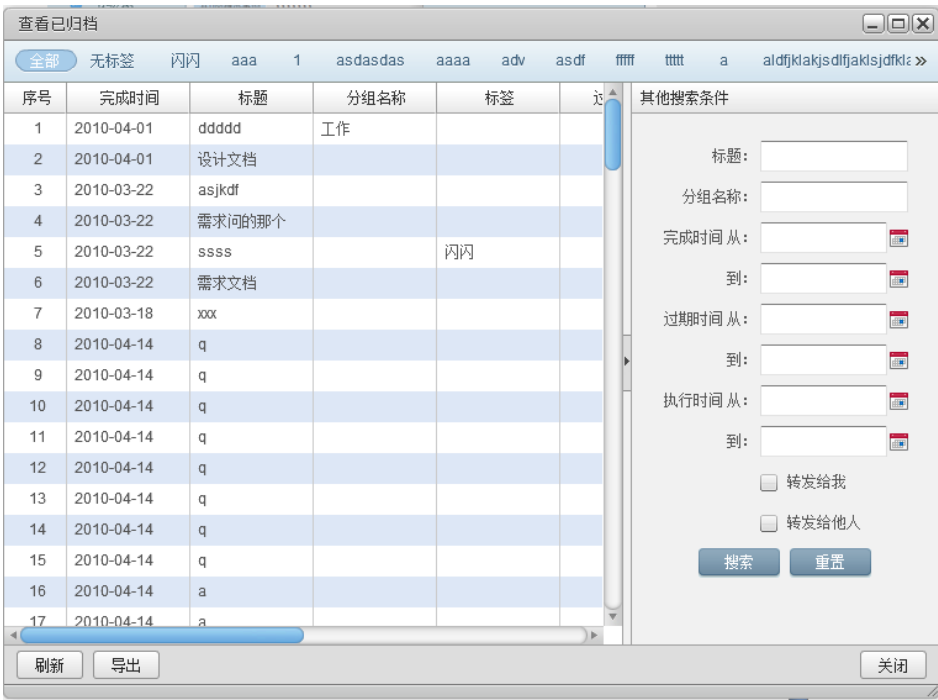 查看已归档
全部 无标签 闪闪 aaa 1 asdasdas aaaa adv asdf fffff ttttt a aldfjklakjsdlfjaklsjdfkla »
序号 完成时间 标题 分组名称 标签 其他搜索条件
1 2010-04-01 ddddd 工作
2 2010-04-01 设计文档
3 2010-03-22 asjkdf
4 2010-03-22 需求问的那个
5 2010-03-22 ssss 闪闪
6 2010-03-22 需求文档
7 2010-03-18 xxx
8 2010-04-14 q
9 2010-04-14 q
10 2010-04-14 q
11 2010-04-14 q
12 2010-04-14 q
13 2010-04-14 q
14 2010-04-14 q
15 2010-04-14 q
16 2010-04-14 a
17 2010-04-14 a
标题:
分组名称:
完成时间 从:
到:
过期时间 从:
到:
执行时间 从:
到:
转发给我
转发给他人
搜索 重置
刷新 导出 关闭